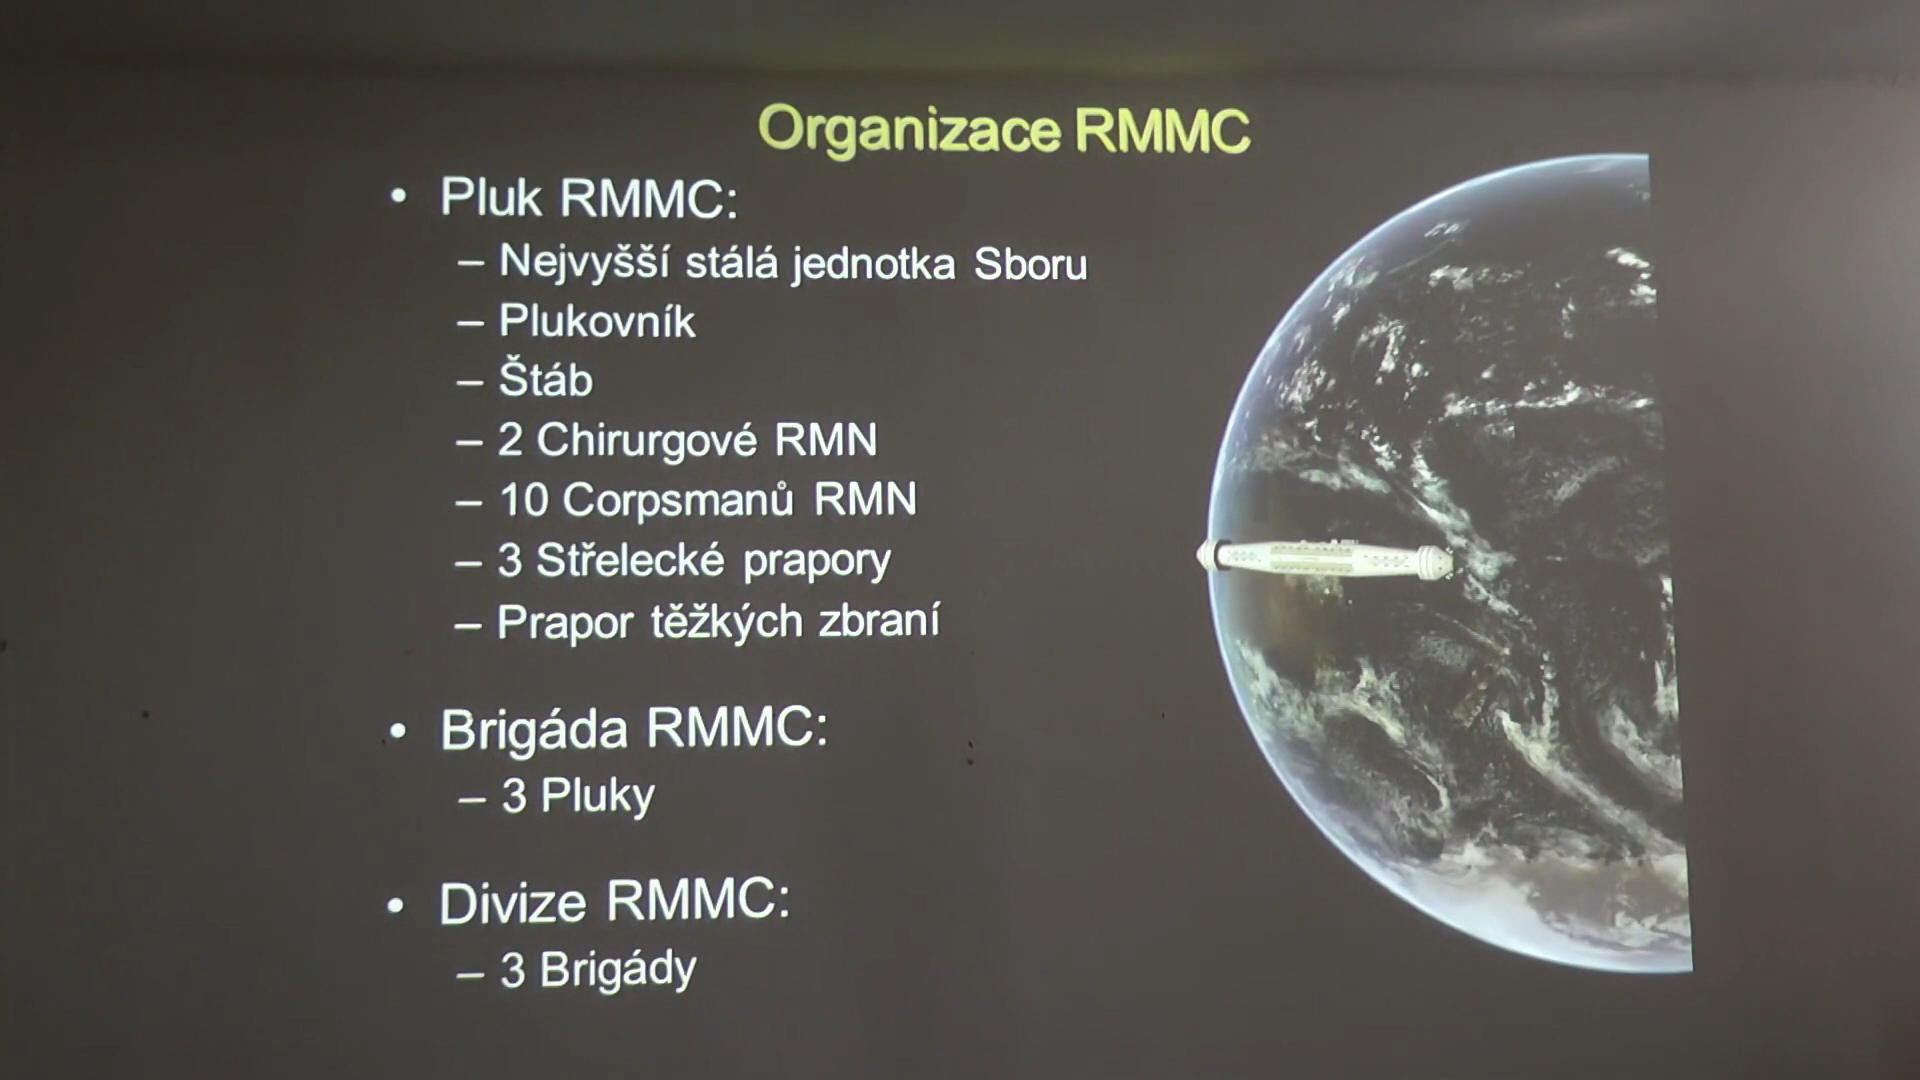 Organizace RMMC
• Pluk RMMC:
– Nejvyšší stálá jednotka Sboru
– Plukovník
– Štáb
– 2 Chirurgové RMN
– 10 Corpsmanů RMN
– 3 Střelecké prapory
– Prapor těžkých zbraní
• Brigáda RMMC:
– 3 Pluky
• Divize RMMC:
– 3 Brigády